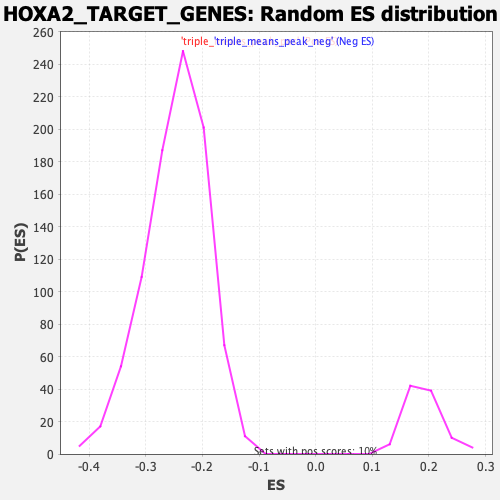 HOXA2_TARGET_GENES: Random ES distribution
'triple_'triple_means_peak_neg' (Neg ES)
260
240
220
200
180
160
140
120
100
80
60
40
20
0
P(ES)
Sets with pos scores: 10%
-0.4 -0.3 -0.2 -0.1 0.0 0.1 0.2 0.3
ES